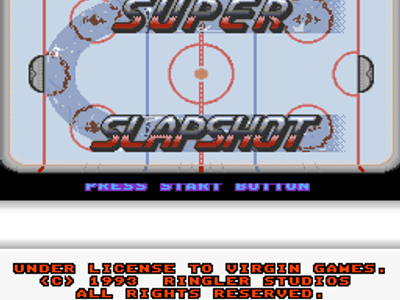 SUPER
SLAPSHOT
PRESS START BUTTON
UNDER LICENSE TO VIRGIN GAMES.
(C) 1993 RINGLER STUDIOS
ALL RIGHTS RESERVED.